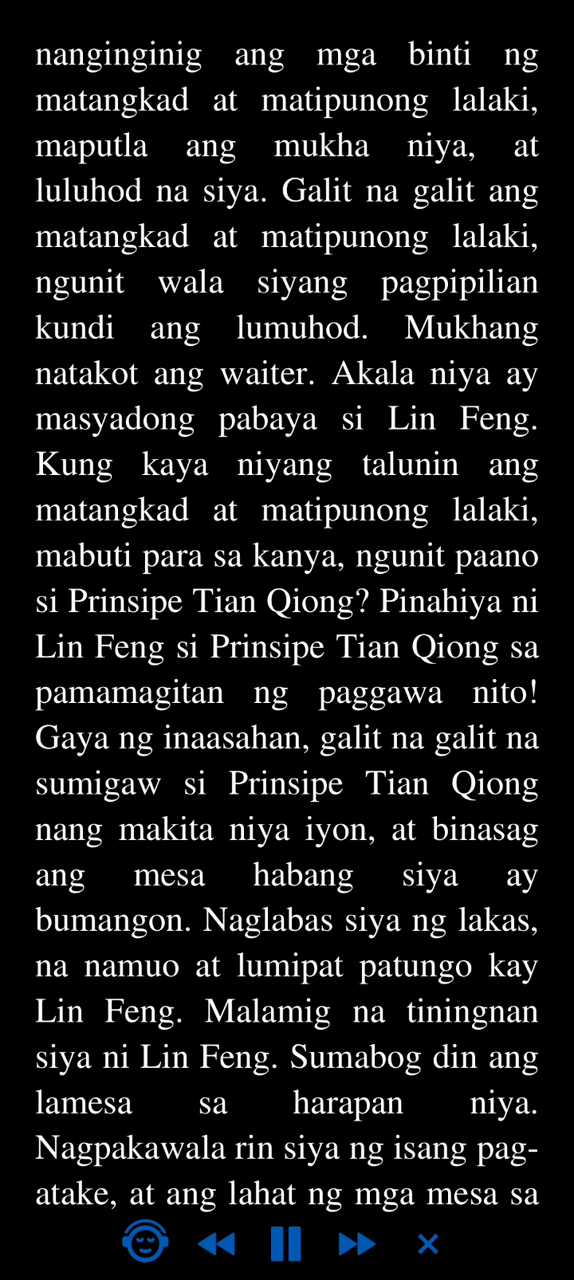 nanginginig ang mga binti ng
matangkad at matipunong lalaki,
maputla ang mukha niya, at
luluhod na siya. Galit na galit ang
matangkad at matipunong lalaki,
ngunit wala siyang pagpipilian
kundi ang lumuhod. Mukhang
natakot ang waiter. Akala niya ay
masyadong pabaya si Lin Feng.
Kung kaya niyang talunin ang
matangkad at matipunong lalaki,
mabuti para sa kanya, ngunit paano
si Prinsipe Tian Qiong? Pinahiya ni
Lin Feng si Prinsipe Tian Qiong sa
pamamagitan ng paggawa nito!
Gaya ng inaasahan, galit na galit na
sumigaw si Prinsipe Tian Qiong
nang makita niya iyon, at binasag
ang mesa habang siya ay
bumangon. Naglabas siya ng lakas,
na namuo at lumipat patungo kay
Lin Feng. Malamig na tiningnan
siya ni Lin Feng. Sumabog din ang
lamesa sa harapan niya.
Nagpakawala rin siya ng isang pag-
atake, at ang lahat ng mga mesa sa